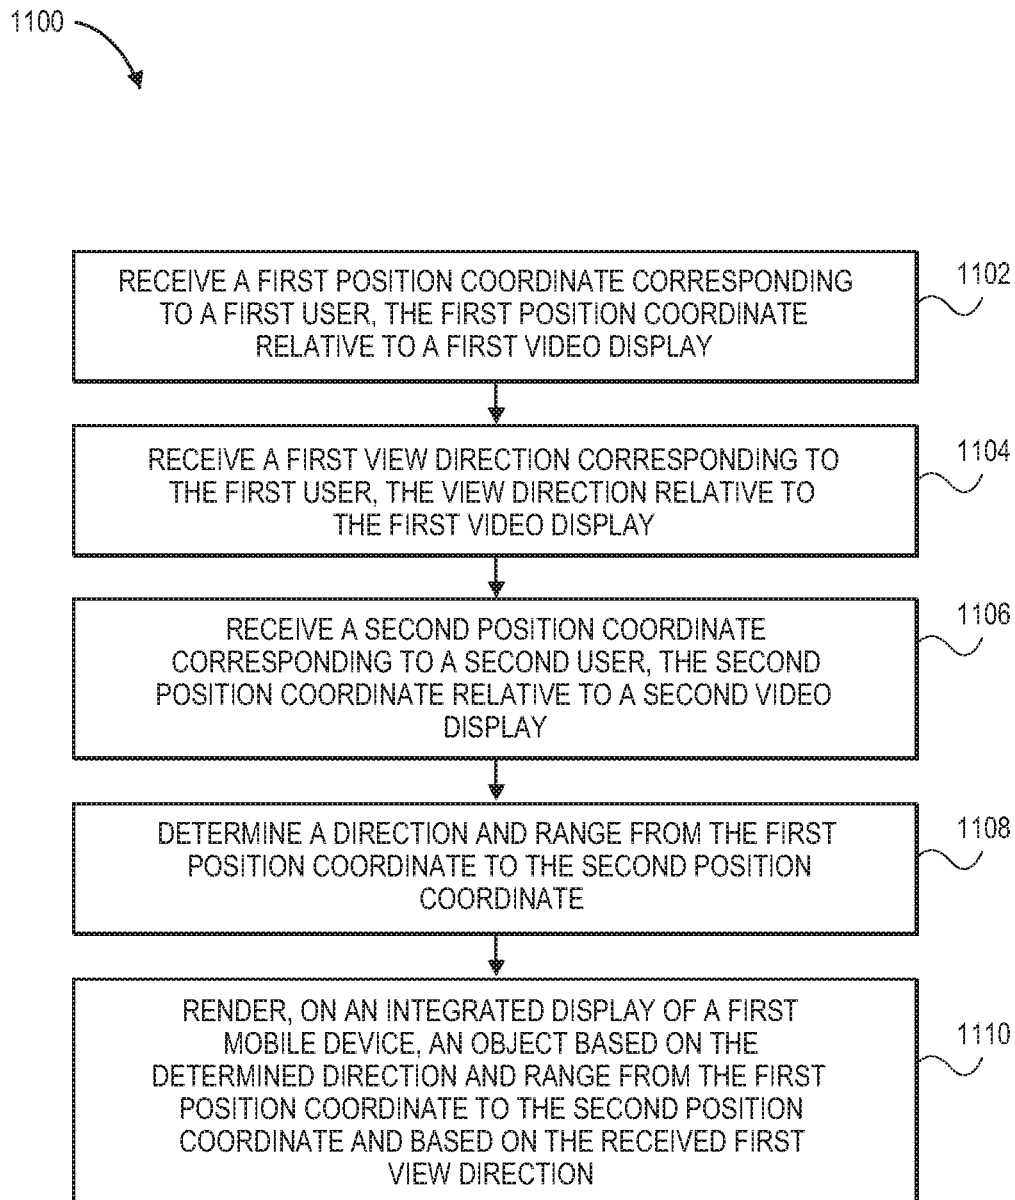 1100
RECEIVE A FIRST POSITION COORDINATE CORRESPONDING
TO A FIRST USER, THE FIRST POSITION COORDINATE
RELATIVE TO A FIRST VIDEO DISPLAY
1102
RECEIVE A FIRST VIEW DIRECTION CORRESPONDING TO
THE FIRST USER, THE VIEW DIRECTION RELATIVE TO
THE FIRST VIDEO DISPLAY
1104
RECEIVE A SECOND POSITION COORDINATE
CORRESPONDING TO A SECOND USER, THE SECOND
POSITION COORDINATE RELATIVE TO A SECOND VIDEO
DISPLAY
1106
DETERMINE A DIRECTION AND RANGE FROM THE FIRST
POSITION COORDINATE TO THE SECOND POSITION
COORDINATE
1108
RENDER, ON AN INTEGRATED DISPLAY OF A FIRST
MOBILE DEVICE, AN OBJECT BASED ON THE
DETERMINED DIRECTION AND RANGE FROM THE FIRST
POSITION COORDINATE TO THE SECOND POSITION
COORDINATE AND BASED ON THE RECEIVED FIRST
VIEW DIRECTION
1110